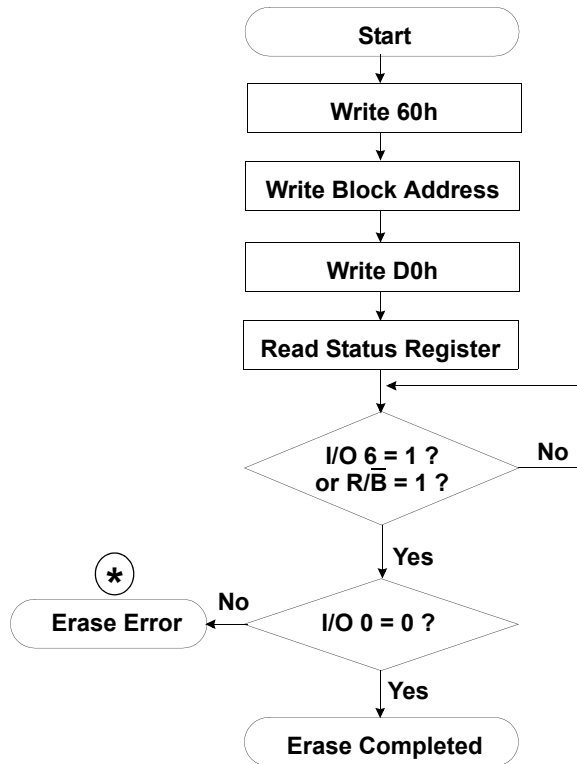 Start
Write 60h
Write Block Address
Write D0h
Read Status Register
I/O 6 = 1 ?
or R/B̅ = 1 ?
No
Yes
*
No
Erase Error
I/O 0 = 0 ?
Yes
Erase Completed